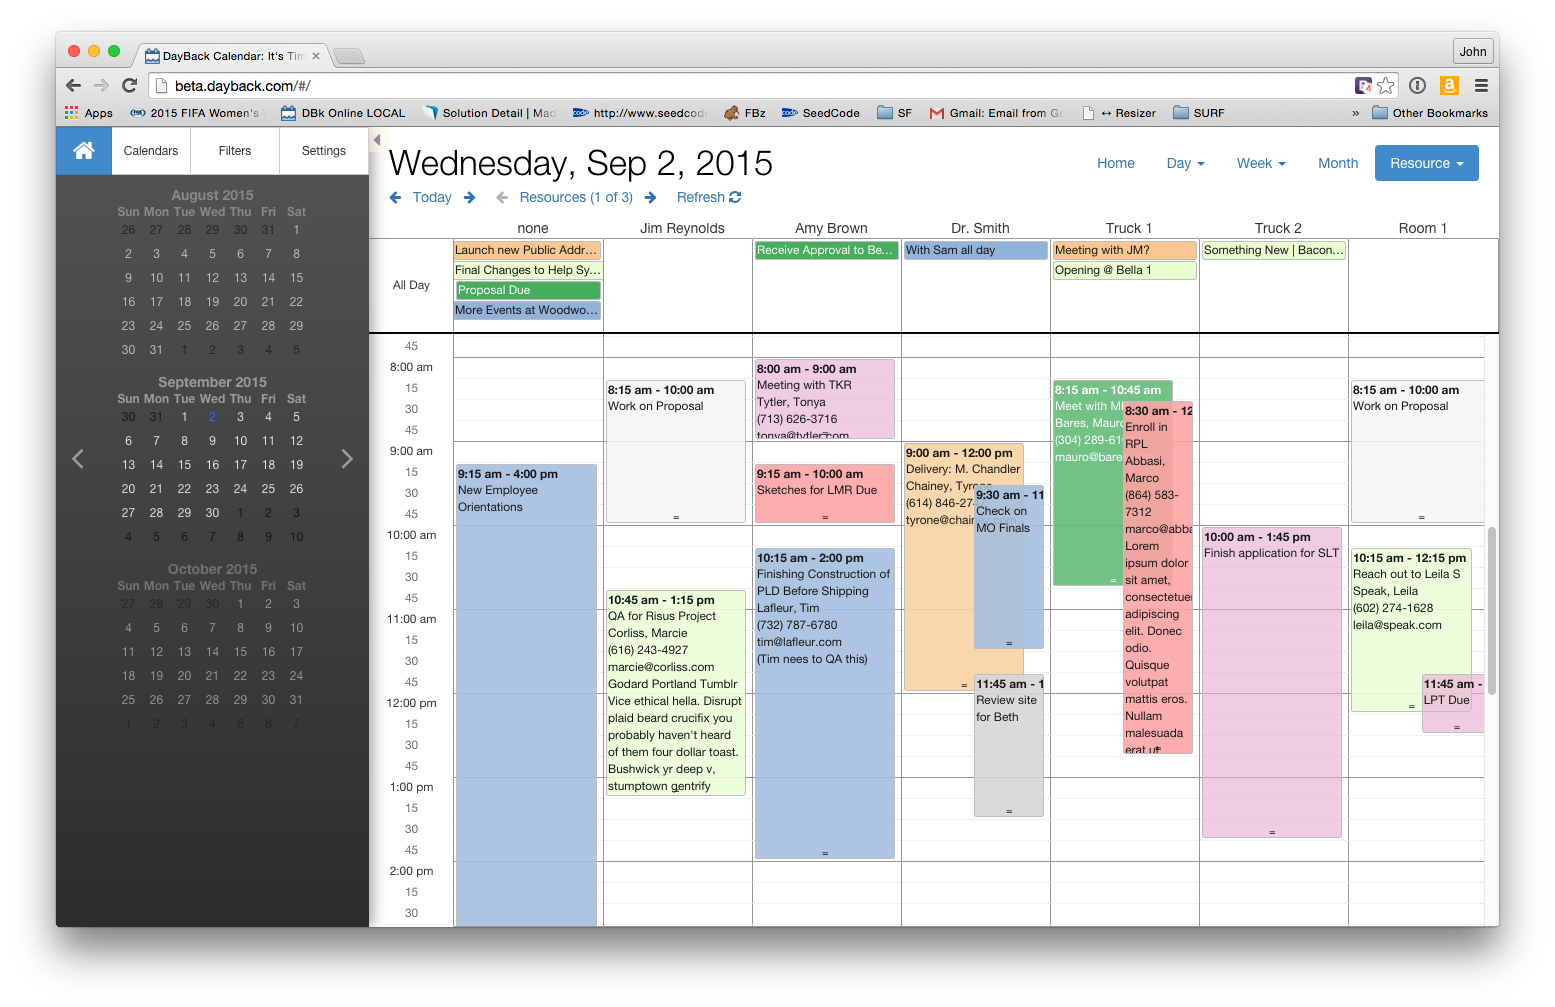 DayBack Calendar: It's Tim
John
beta.dayback.com/#/
Apps
2015 FIFA Women's
DBk Online LOCAL
Solution Detail | Mad
http://www.seedcode
FBz
SeedCode
SF
Gmail: Email from Go
↔ Resizer
SURF
»
Other Bookmarks
Calendars
Filters
Settings
August 2015
Sun Mon Tue Wed Thu Fri Sat
26 27 28 29 30 31 1
2 3 4 5 6 7 8
9 10 11 12 13 14 15
16 17 18 19 20 21 22
23 24 25 26 27 28 29
30 31 1 2 3 4 5
September 2015
Sun Mon Tue Wed Thu Fri Sat
30 31 1 2 3 4 5
6 7 8 9 10 11 12
13 14 15 16 17 18 19
20 21 22 23 24 25 26
27 28 29 30 1 2 3
4 5 6 7 8 9 10
October 2015
Sun Mon Tue Wed Thu Fri Sat
27 28 29 30 1 2 3
4 5 6 7 8 9 10
11 12 13 14 15 16 17
18 19 20 21 22 23 24
25 26 27 28 29 30 31
1 2 3 4 5 6 7
Wednesday, Sep 2, 2015
Home
Day
Week
Month
Resource
Today
Resources (1 of 3)
Refresh
none
Jim Reynolds
Amy Brown
Dr. Smith
Truck 1
Truck 2
Room 1
All Day
Launch new Public Addr...
Final Changes to Help Sy...
Proposal Due
More Events at Woodwo...
Receive Approval to Be...
With Sam all day
Meeting with JM?
Opening @ Bella 1
Something New | Bacon...
45
8:00 am
15
30
45
9:00 am
15
30
45
10:00 am
15
30
45
11:00 am
15
30
45
12:00 pm
15
30
45
1:00 pm
15
30
45
2:00 pm
15
30
9:15 am - 4:00 pm
New Employee
Orientations
8:15 am - 10:00 am
Work on Proposal
10:45 am - 1:15 pm
QA for Risus Project
Corliss, Marcie
(616) 243-4927
marcie@corliss.com
Godard Portland Tumblr
Vice ethical hella. Disrupt
plaid beard crucifix you
probably haven't heard
of them four dollar toast.
Bushwick yr deep v,
stumptown gentrify
8:00 am - 9:00 am
Meeting with TKR
Tytler, Tonya
(713) 626-3716
tonya@tytler.com
9:15 am - 10:00 am
Sketches for LMR Due
10:15 am - 2:00 pm
Finishing Construction of
PLD Before Shipping
Lafleur, Tim
(732) 787-6780
tim@lafleur.com
(Tim nees to QA this)
9:00 am - 12:00 pm
Delivery: M. Chandler
Chainey, Tyrone
(614) 846-27
tyrone@chain
9:30 am - 11
Check on
MO Finals
11:45 am - 1
Review site
for Beth
8:15 am - 10:45 am
Meet with M
Bares, Mauro
(304) 289-61
mauro@bare
8:30 am - 12
Enroll in
RPL
Abbasi,
Marco
(864) 583-
7312
marco@abba
Lorem
ipsum dolor
sit amet,
consectetuer
adipiscing
elit. Donec
odio.
Quisque
volutpat
mattis eros.
Nullam
malesuada
erat ut
10:00 am - 1:45 pm
Finish application for SLT
8:15 am - 10:00 am
Work on Proposal
10:15 am - 12:15 pm
Reach out to Leila S
Speak, Leila
(602) 274-1628
leila@speak.com
11:45 am -
LPT Due